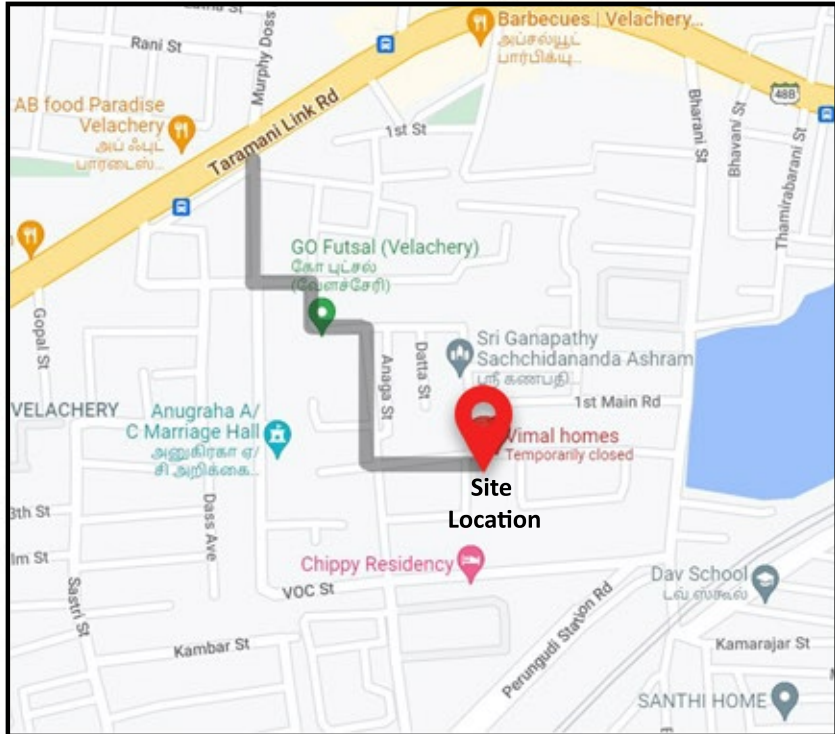 Rani St
Murphy Doss
Barbecues | Velachery...
அப்சல்யூட்
பார்பிக்யு...
AB food Paradise
Velachery
அப் ஃபுட்
பாரடைஸ்...
Taramani Link Rd
1st St
48B
Bharani St
Bhavani St
Thamirabarani St
GO Futsal (Velachery)
கோ புட்சல்
(வேளச்சேரி)
Gopal St
Anaga St
Datta St
Sri Ganapathy
Sachchidananda Ashram
ஸ்ரீ கணபதி...
1st Main Rd
VELACHERY
Anugraha A/
C Marriage Hall
அனுகிரகா ஏ/
சி அறிக்கை...
Vimal homes
Temporarily closed
Site
Location
Dass Ave
Sastri St
Chippy Residency
VOC St
Kambar St
Perungudi Station Rd
Dav School
டவ் ஸ்கூல்
Kamarajar St
SANTHI HOME